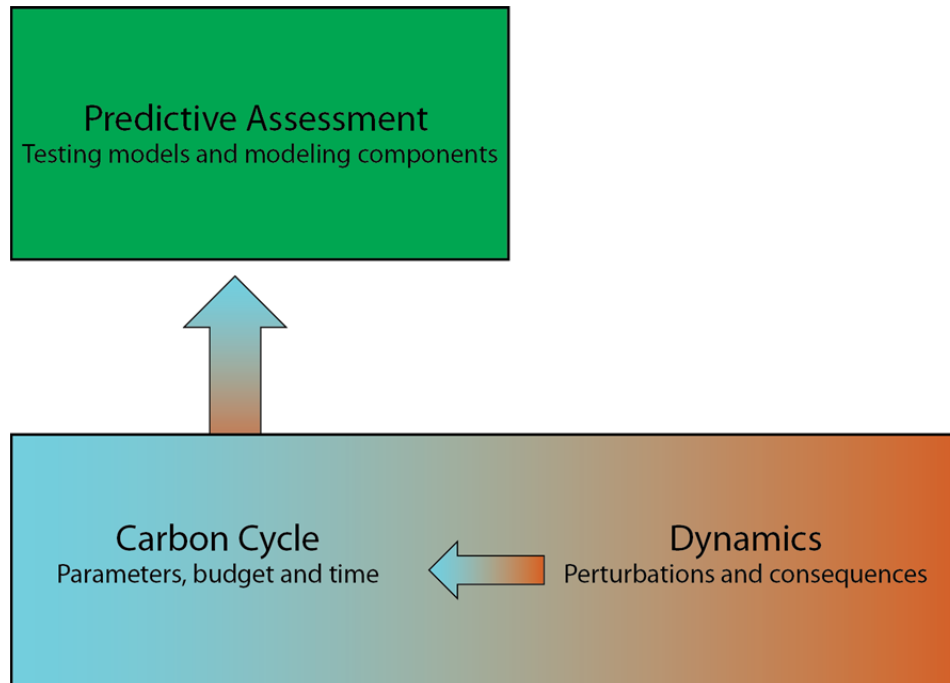 Predictive Assessment
Testing models and modeling components
Carbon Cycle
Parameters, budget and time
Dynamics
Perturbations and consequences